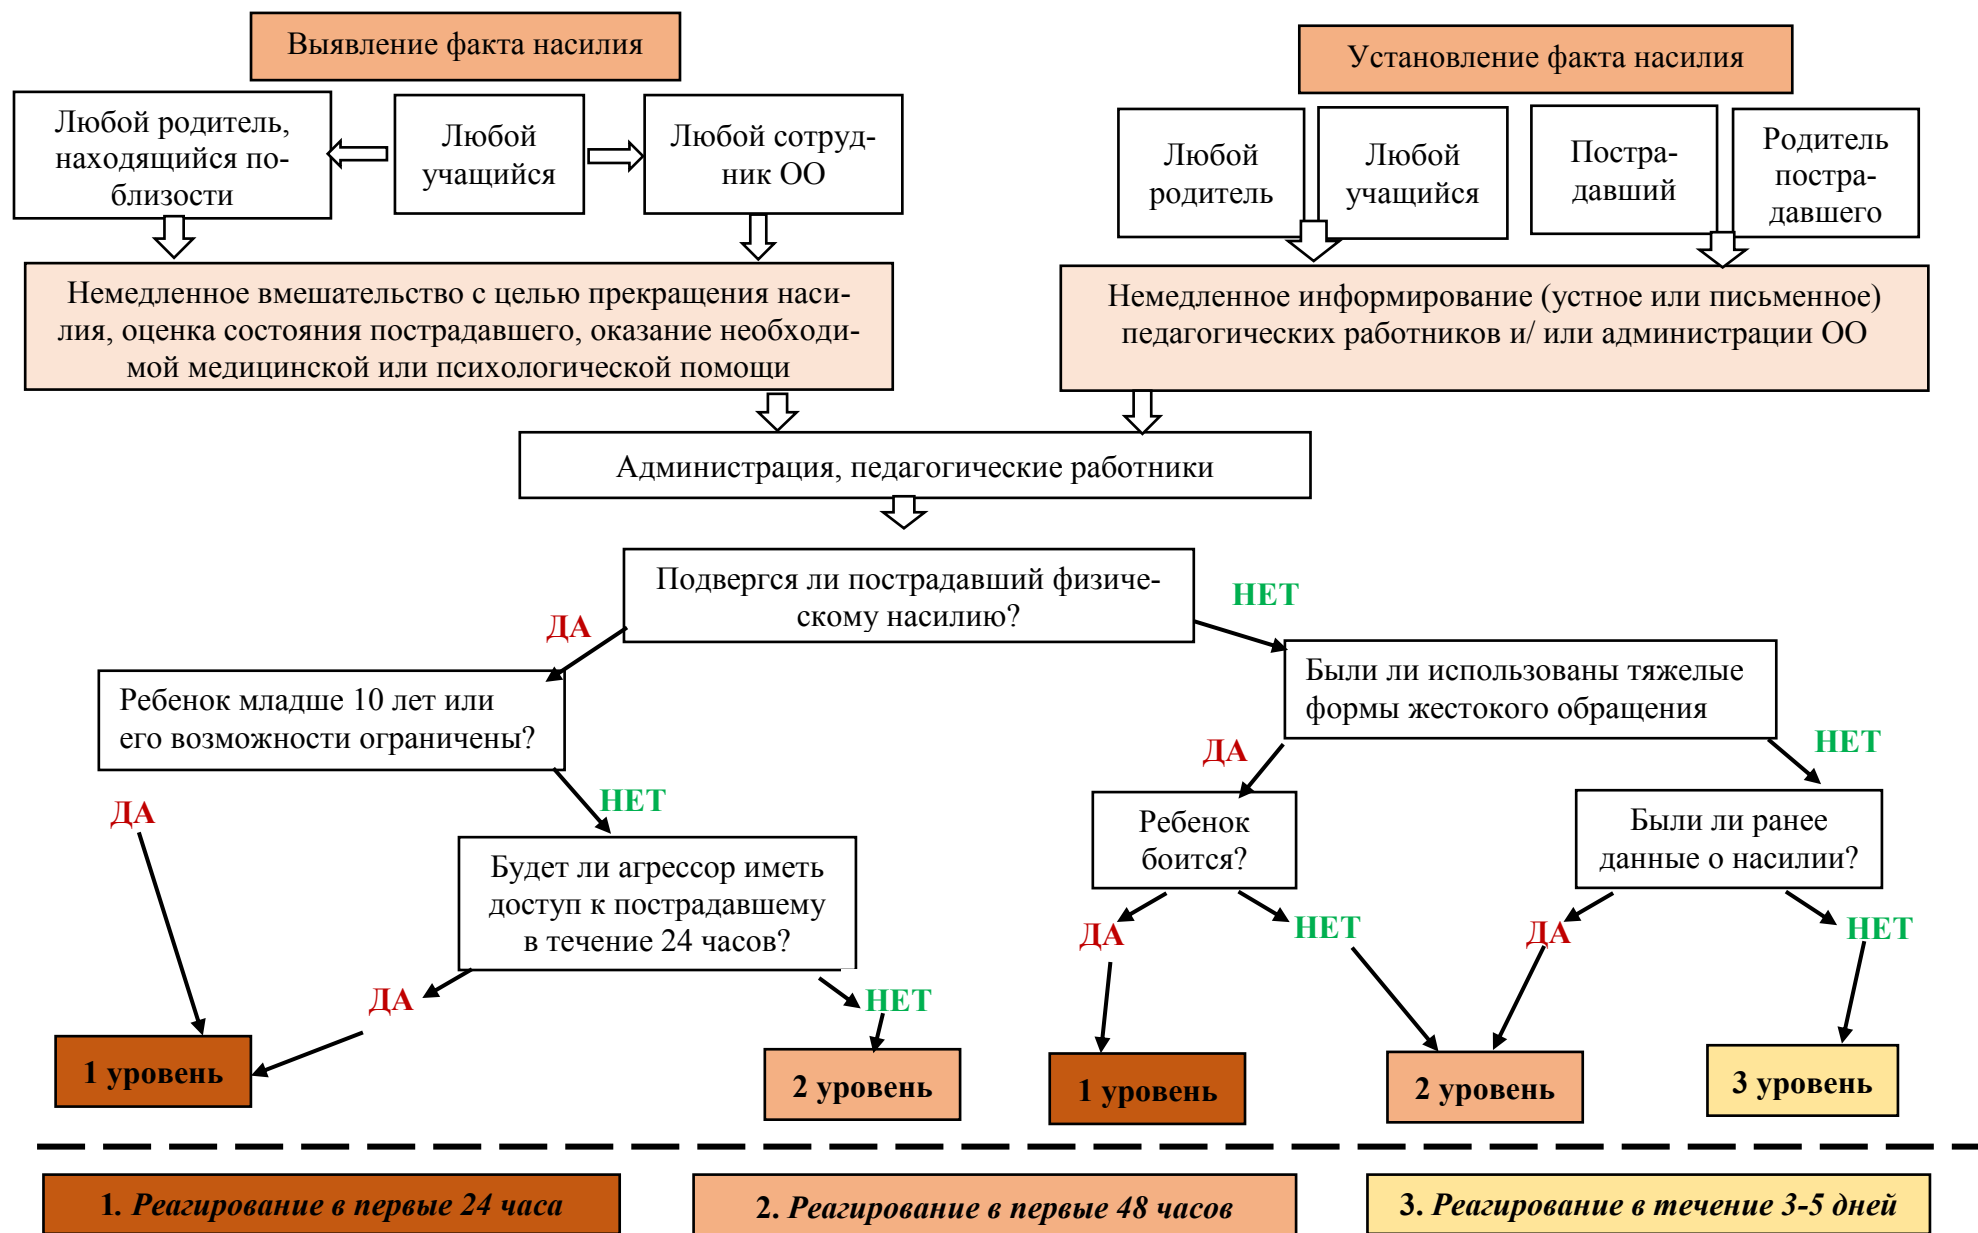 Выявление факта насилия
Установление факта насилия
Любой родитель,
находящийся по-
близости
Любой
учащийся
Любой сотруд-
ник ОО
Любой
родитель
Любой
учащийся
Постра-
давший
Родитель
постра-
давшего
Немедленное вмешательство с целью прекращения наси-
лия, оценка состояния пострадавшего, оказание необходи-
мой медицинской или психологической помощи
Немедленное информирование (устное или письменное)
педагогических работников и/ или администрации ОО
Администрация, педагогические работники
Подвергся ли пострадавший физиче-
скому насилию?
ДА
НЕТ
Ребенок младше 10 лет или
его возможности ограничены?
Были ли использованы тяжелые
формы жестокого обращения
ДА
НЕТ
ДА
НЕТ
Будет ли агрессор иметь
доступ к пострадавшему
в течение 24 часов?
Ребенок
боится?
Были ли ранее
данные о насилии?
ДА
НЕТ
ДА
НЕТ
ДА
НЕТ
1 уровень
2 уровень
1 уровень
2 уровень
3 уровень
1. Реагирование в первые 24 часа
2. Реагирование в первые 48 часов
3. Реагирование в течение 3-5 дней